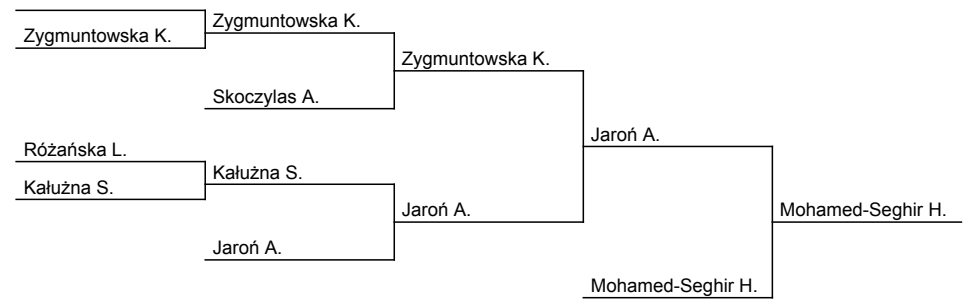 Zygmuntowska K.
Zygmuntowska K.
Zygmuntowska K.
Skoczylas A.
Jaroń A.
Różańska L.
Kałużna S.
Kałużna S.
Jaroń A.
Mohamed-Seghir H.
Jaroń A.
Mohamed-Seghir H.